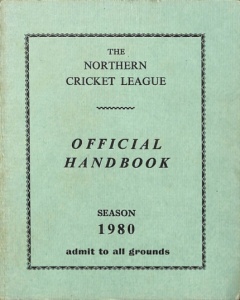 THE
NORTHERN
CRICKET LEAGUE
OFFICIAL
HANDBOOK
SEASON
1980
admit to all grounds